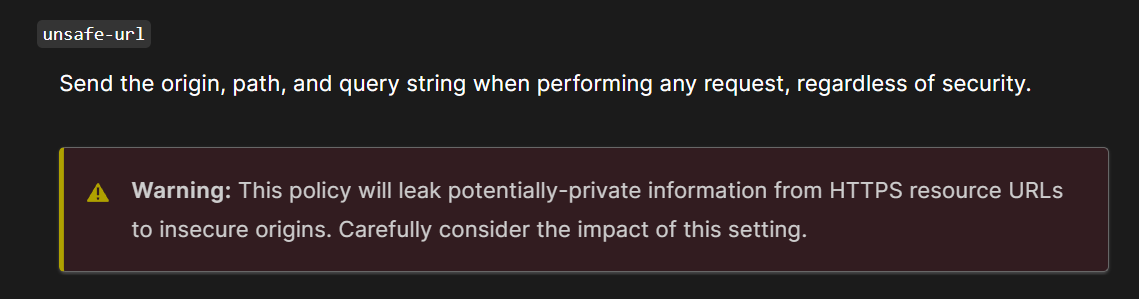 unsafe-url
Send the origin, path, and query string when performing any request, regardless of security.
Warning: This policy will leak potentially-private information from HTTPS resource URLs
to insecure origins. Carefully consider the impact of this setting.